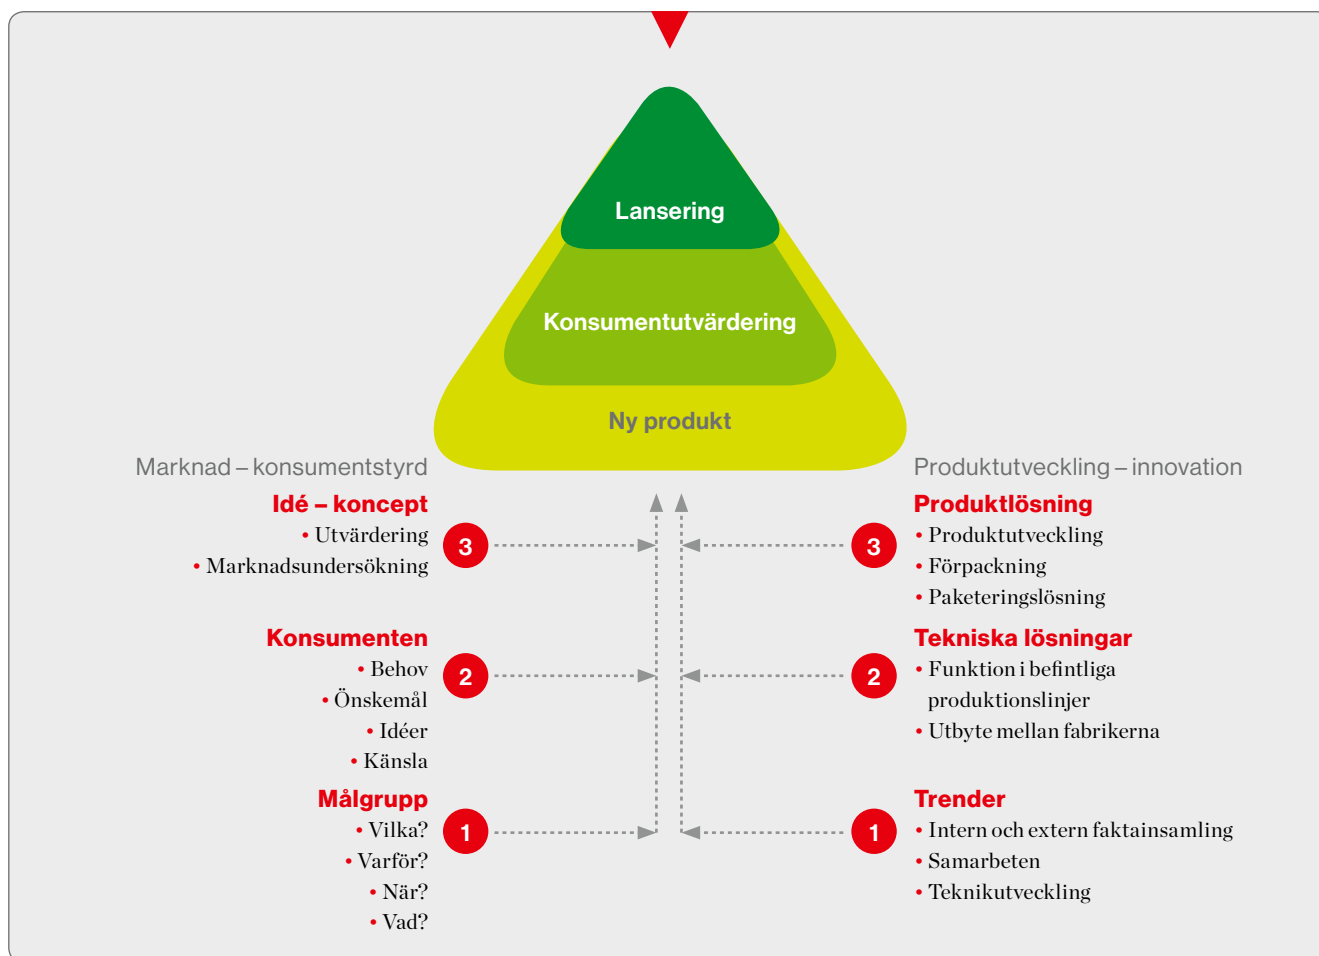 Lansering
Konsumentutvärdering
Ny produkt
Marknad – konsumentstyrd
Idé – koncept
• Utvärdering
• Marknadsundersökning
3
Konsumenten
• Behov
• Önskemål
• Idéer
• Känsla
2
Målgrupp
• Vilka?
• Varför?
• När?
• Vad?
1
Produktutveckling – innovation
3
Produktlösning
• Produktutveckling
• Förpackning
• Paketeringslösning
2
Tekniska lösningar
• Funktion i befintliga
produktionslinjer
• Utbyte mellan fabrikerna
1
Trender
• Intern och extern faktainsamling
• Samarbeten
• Teknikutveckling